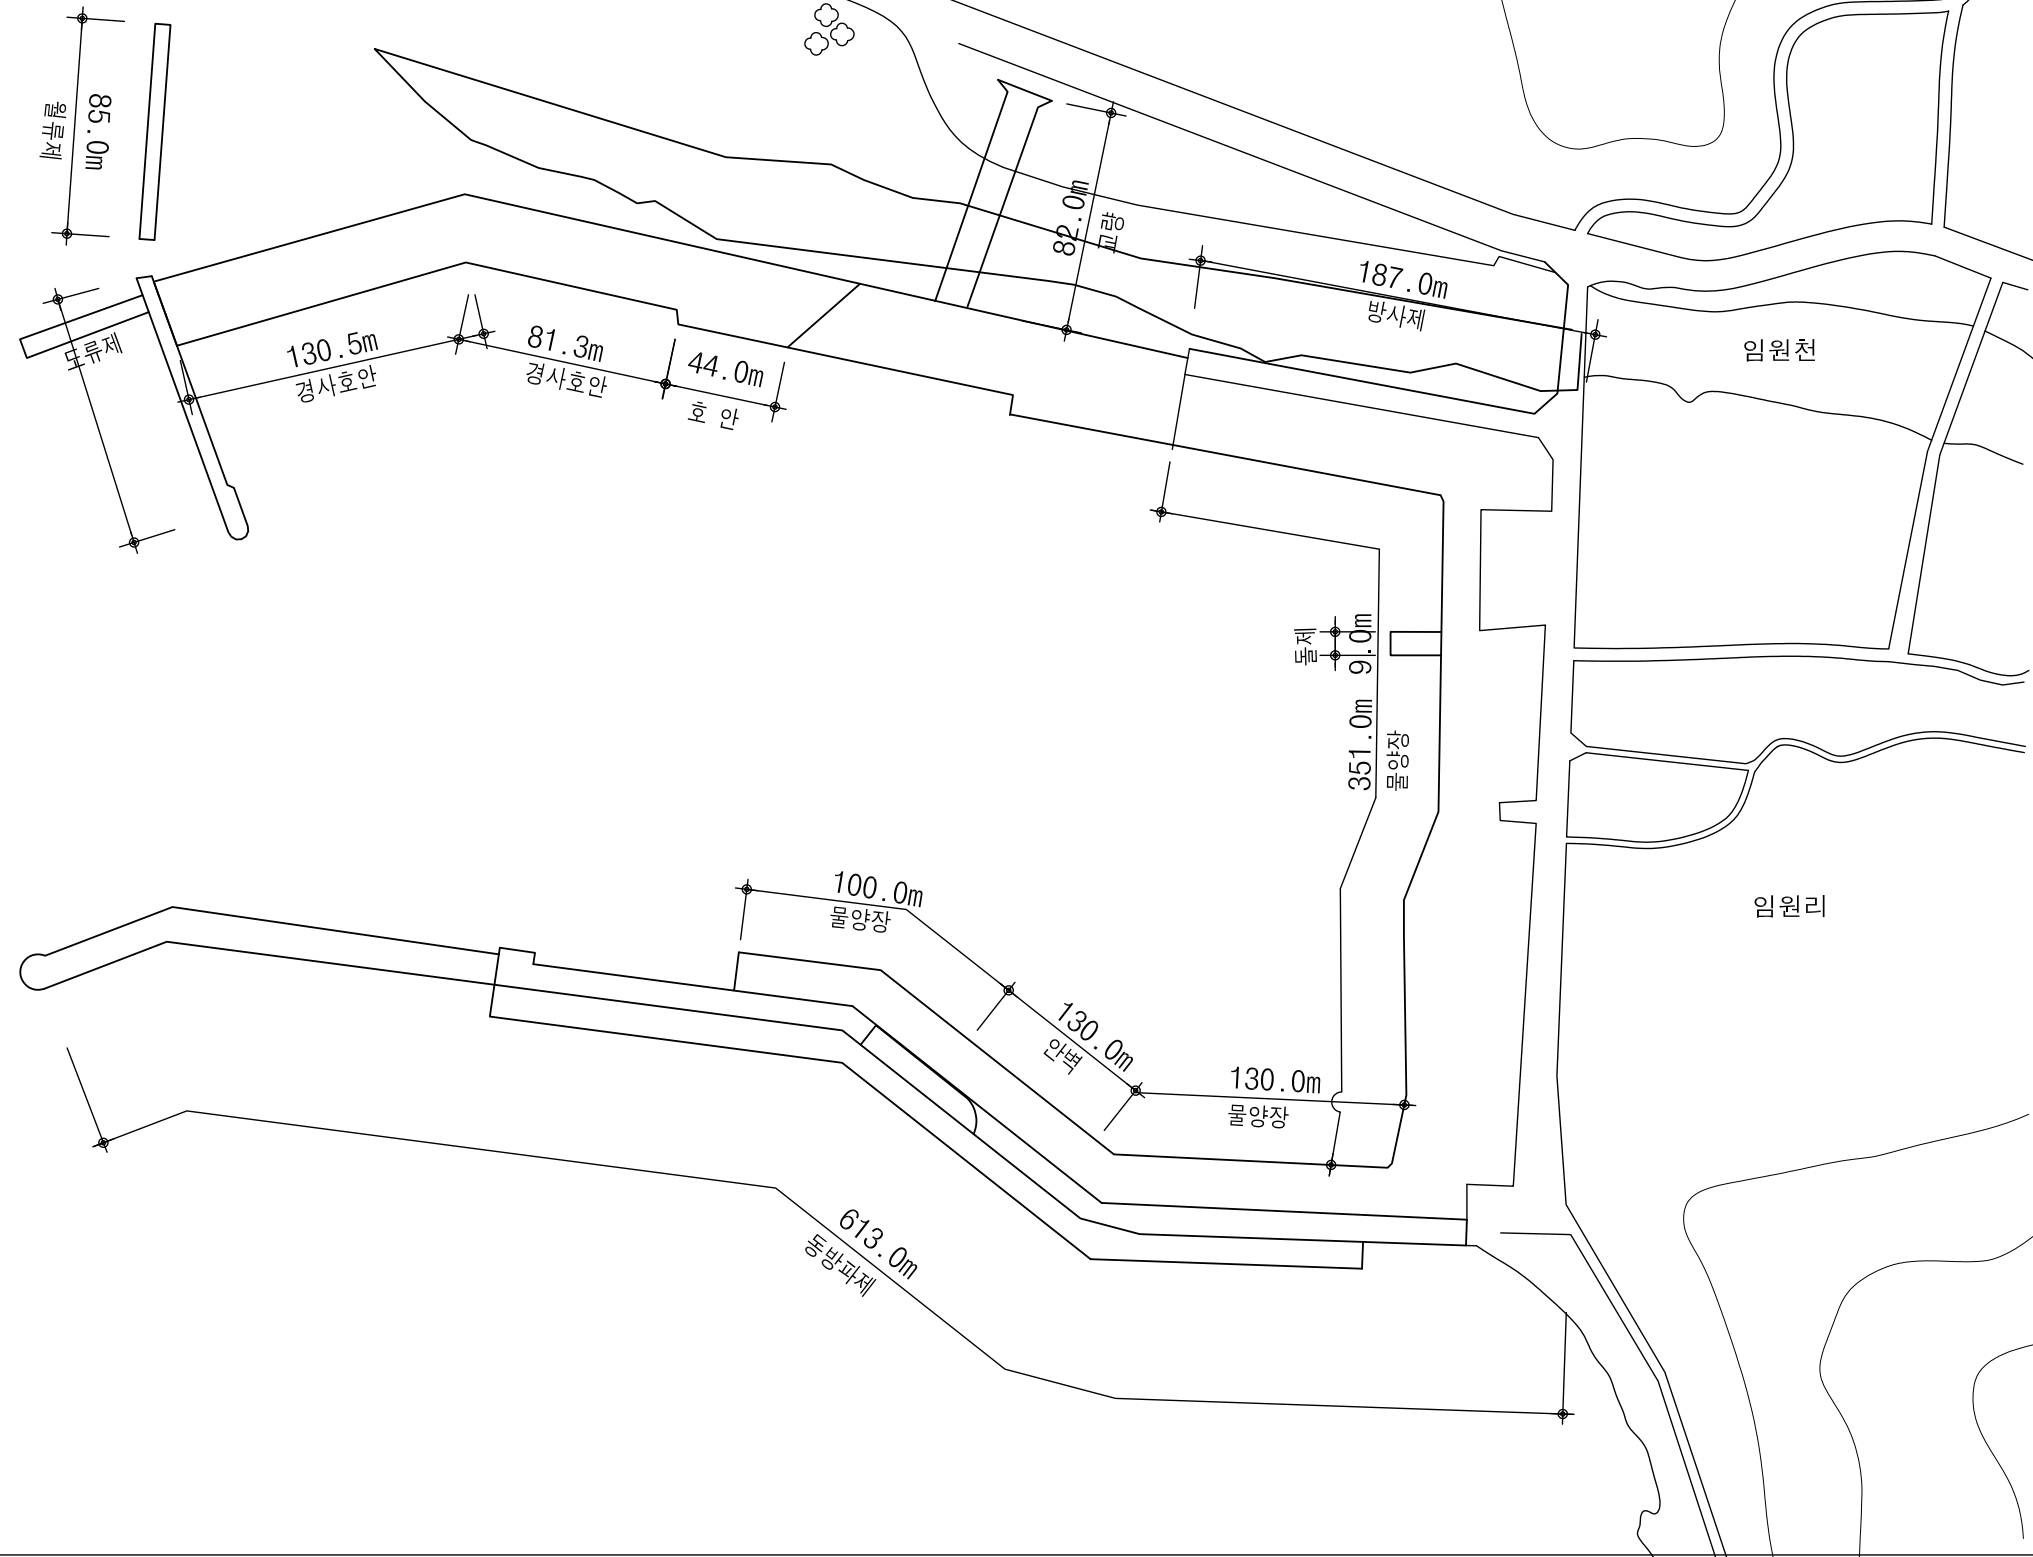 85.0m
월류제
82.0m
교량
187.0m
방사제
임원천
도류제
130.5m
경사호안
81.3m
경사호안
44.0m
호 안
9.0m
돌제
351.0m
물양장
100.0m
물양장
임원리
130.0m
안벽
130.0m
물양장
613.0m
동방파제